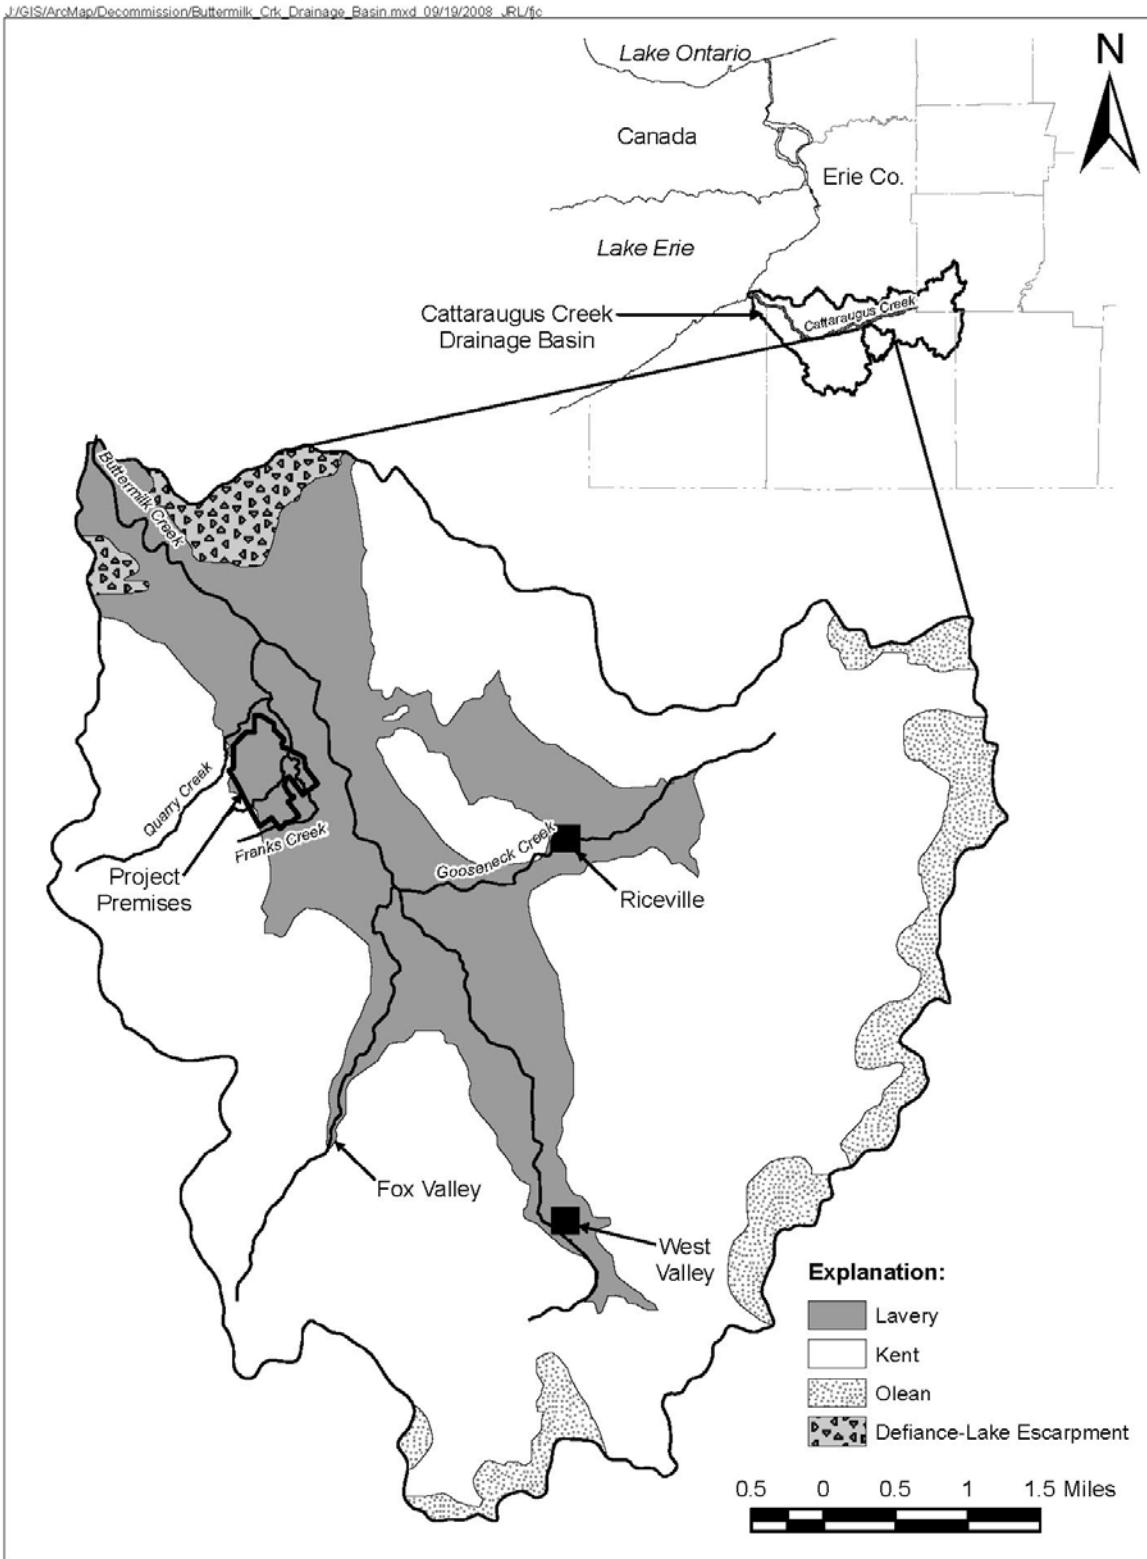 J:/GIS/ArcMap/Decommission/Buttermilk_Crk_Drainage_Basin.mxd 09/19/2008 JRL/fjc
Lake Ontario
N
Canada
Erie Co.
Lake Erie
Cattaraugus Creek
Drainage Basin
Cattaraugus Creek
Buttermilk Creek
Quarry Creek
Franks Creek
Gooseneck Creek
Project
Premises
Riceville
Fox Valley
West
Valley
Explanation:
Lavery
Kent
Olean
Defiance-Lake Escarpment
0.5 0 0.5 1 1.5 Miles